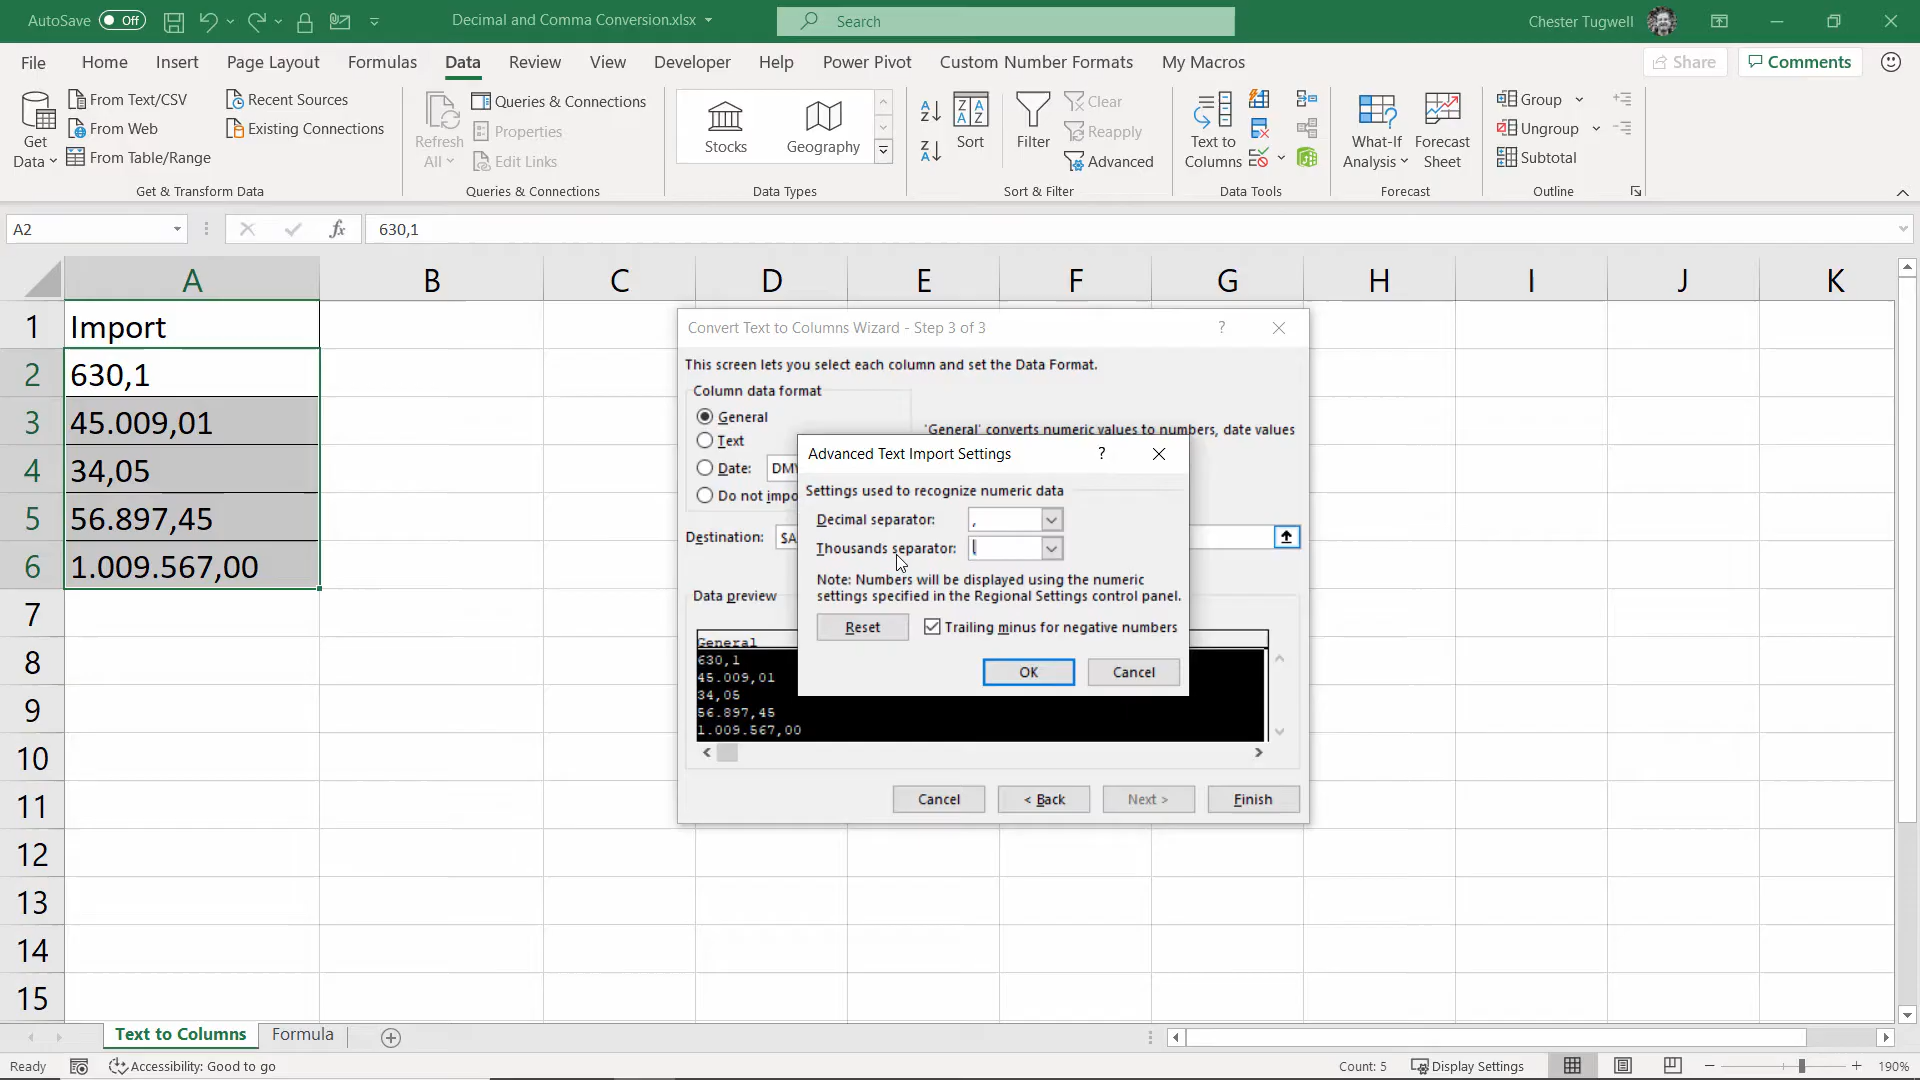 AutoSave Off Decimal and Comma Conversion.xlsx Search Chester Tugwell
File Home Insert Page Layout Formulas Data Review View Developer Help Power Pivot Custom Number Formats My Macros Share Comments
Get Data
From Text/CSV
From Web
From Table/Range
Recent Sources
Existing Connections
Get & Transform Data
Refresh All
Queries & Connections
Properties
Edit Links
Queries & Connections
Stocks
Geography
Data Types
Sort
Filter
Clear
Reapply
Advanced
Sort & Filter
Text to Columns
Data Tools
What-If Analysis
Forecast Sheet
Forecast
Group
Ungroup
Subtotal
Outline
A2 fx 630,1
A B C D E F G H I J K
1 Import
2 630,1
3 45.009,01
4 34,05
5 56.897,45
6 1.009.567,00
7
8
9
10
11
12
13
14
15
Convert Text to Columns Wizard - Step 3 of 3 ?
This screen lets you select each column and set the Data Format.
Column data format
General
Text
Date: DMY
Do not impo
'General' converts numeric values to numbers, date values
Destination: $A
Data preview
General
630,1
45.009,01
34,05
56.897,45
1.009.567,00
Cancel < Back Next > Finish
Advanced Text Import Settings ?
Settings used to recognize numeric data
Decimal separator: ,
Thousands separator:
Note: Numbers will be displayed using the numeric
settings specified in the Regional Settings control panel.
Reset Trailing minus for negative numbers
OK Cancel
Text to Columns Formula
Ready Accessibility: Good to go Count: 5 Display Settings 190%